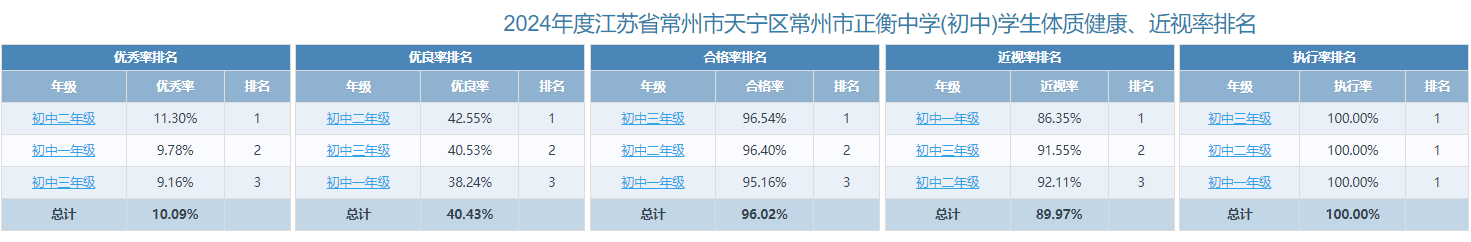 2024年度江苏省常州市天宁区常州市正衡中学(初中)学生体质健康、近视率排名
优秀率排名 优良率排名 合格率排名 近视率排名 执行率排名
年级 优秀率 排名 年级 优良率 排名 年级 合格率 排名 年级 近视率 排名 年级 执行率 排名
初中二年级 11.30% 1 初中二年级 42.55% 1 初中三年级 96.54% 1 初中一年级 86.35% 1 初中三年级 100.00% 1
初中一年级 9.78% 2 初中三年级 40.53% 2 初中二年级 96.40% 2 初中三年级 91.55% 2 初中二年级 100.00% 1
初中三年级 9.16% 3 初中一年级 38.24% 3 初中一年级 95.16% 3 初中二年级 92.11% 3 初中一年级 100.00% 1
总计 10.09% 总计 40.43% 总计 96.02% 总计 89.97% 总计 100.00%